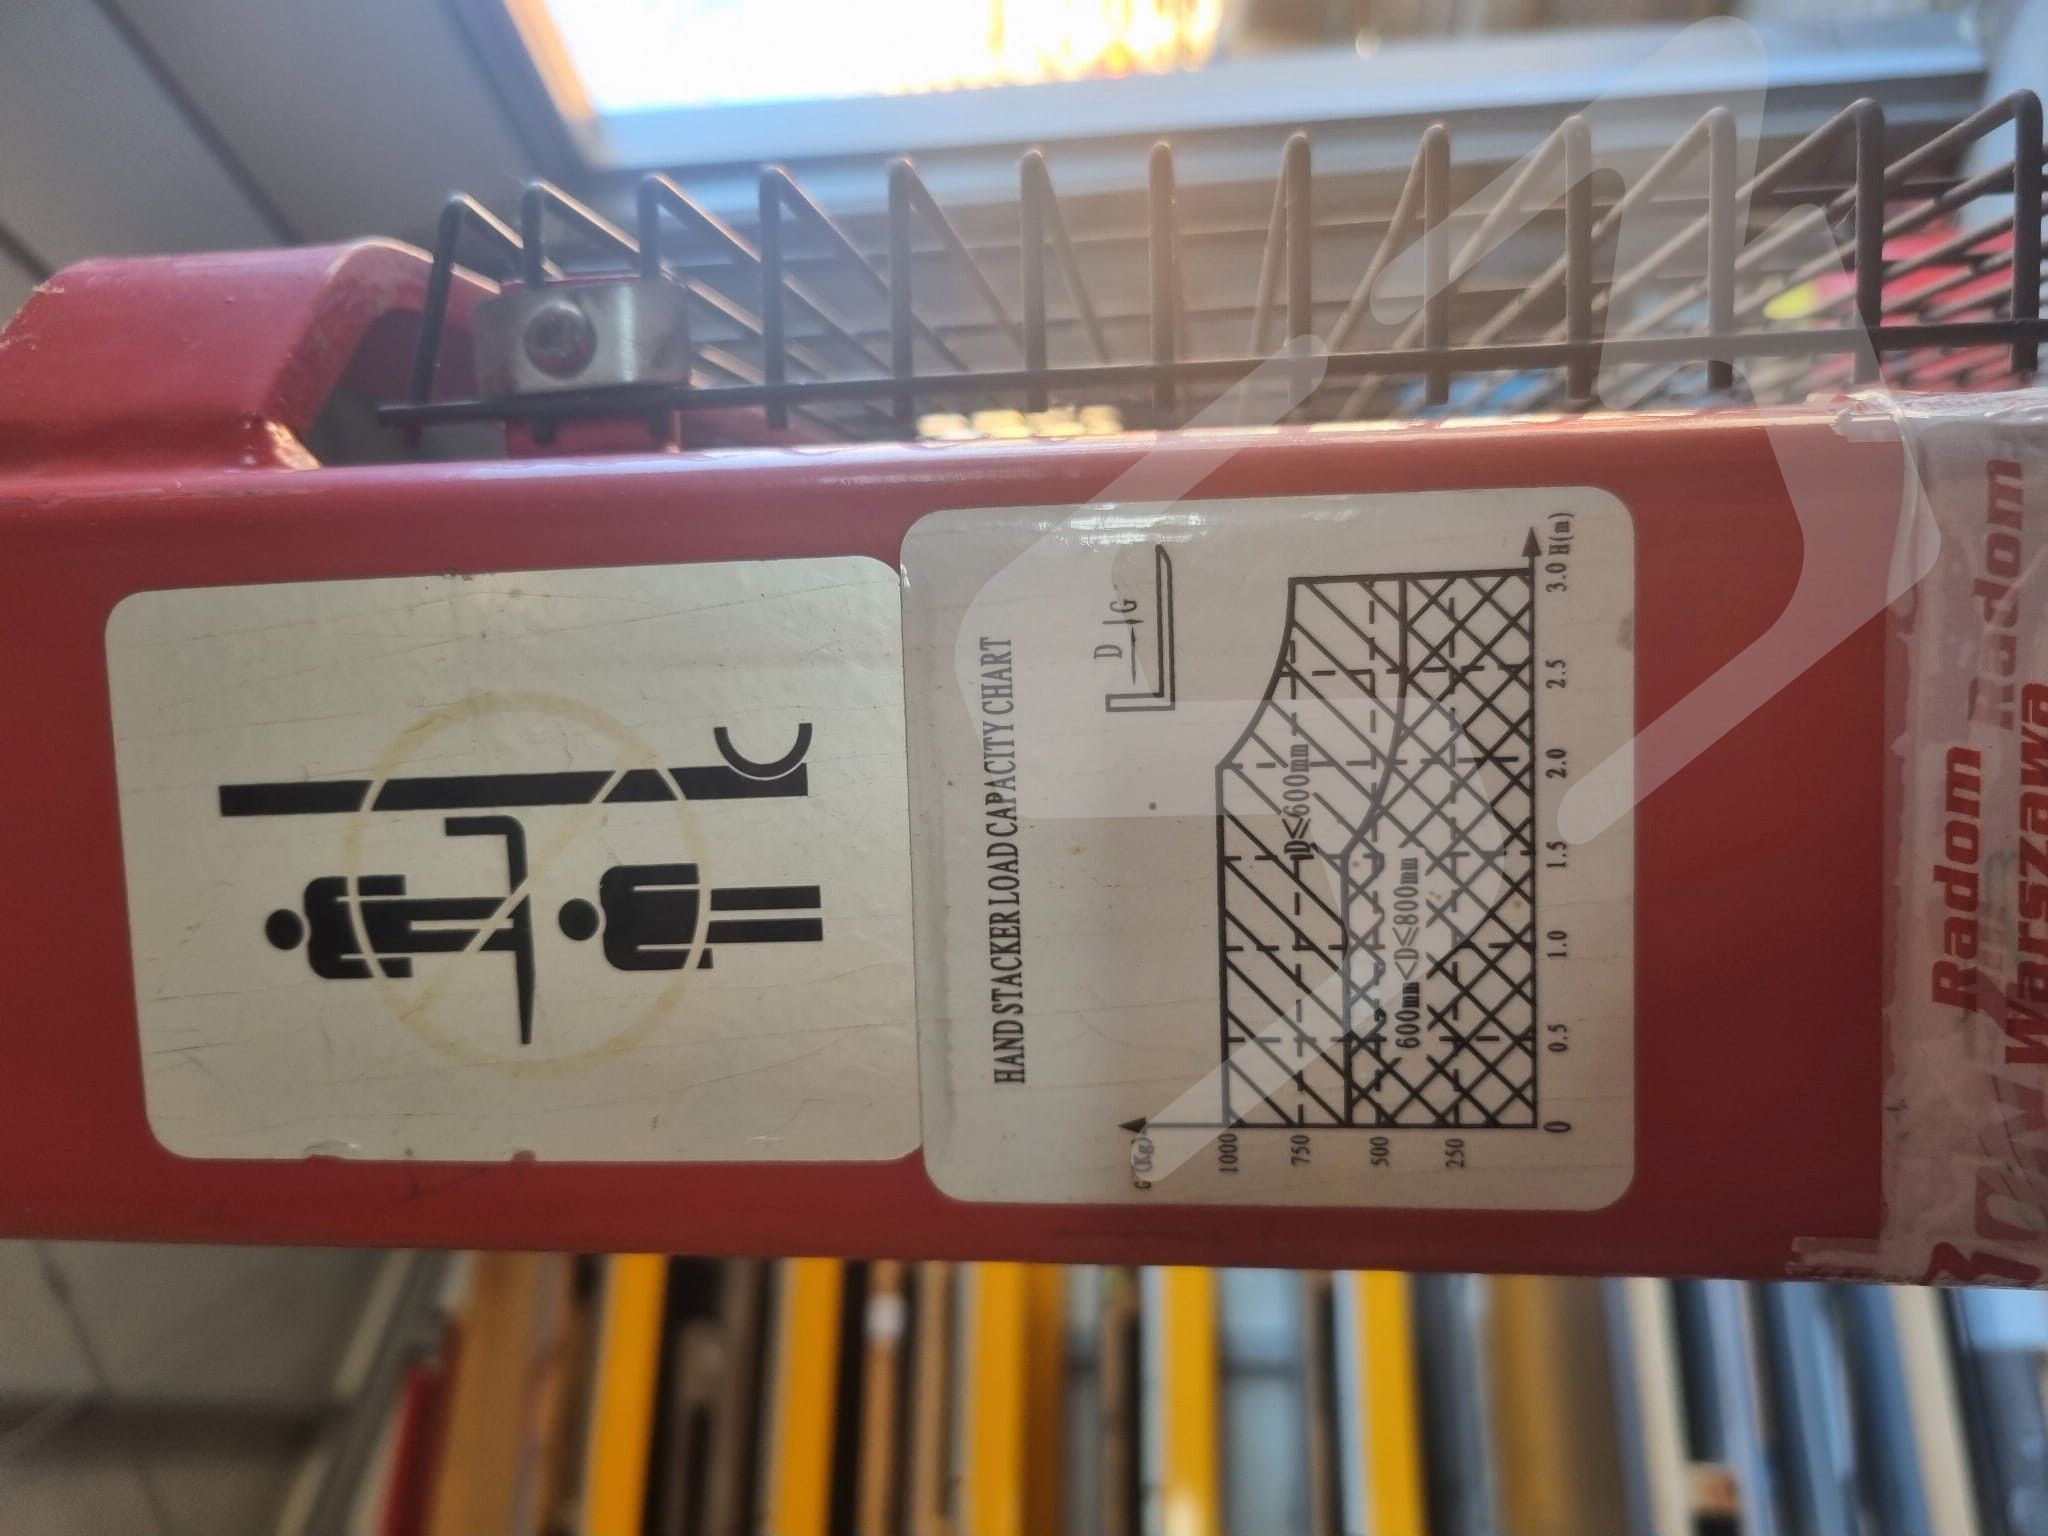 HAND STACKER LOAD CAPACITY CHART
D
G
G (Kg)
1000
750
500
250
D≤600mm
600mm<D≤800mm
0
0.5
1.0
1.5
2.0
2.5
3.0 H(m)
Radom Radom
Warszawa